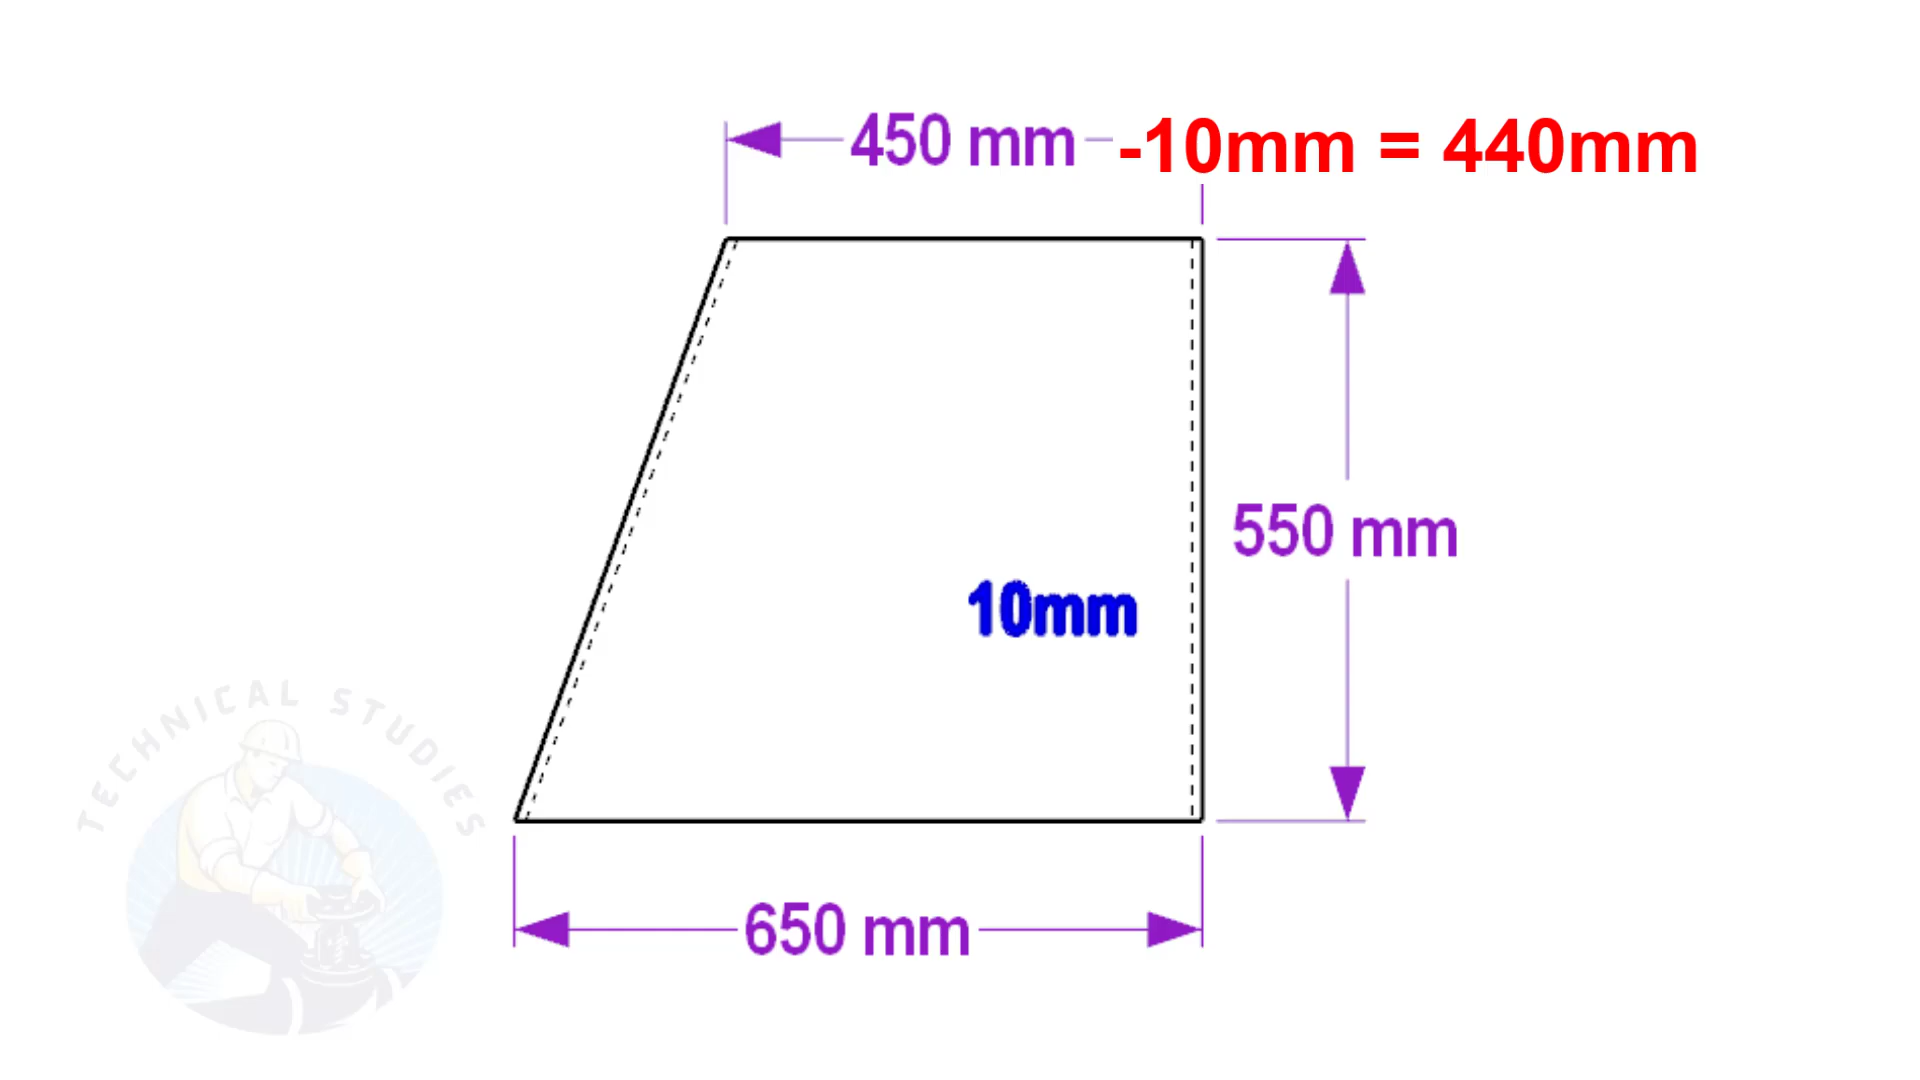 450 mm -10mm = 440mm
550 mm
10mm
TECHNICAL STUDIES
650 mm